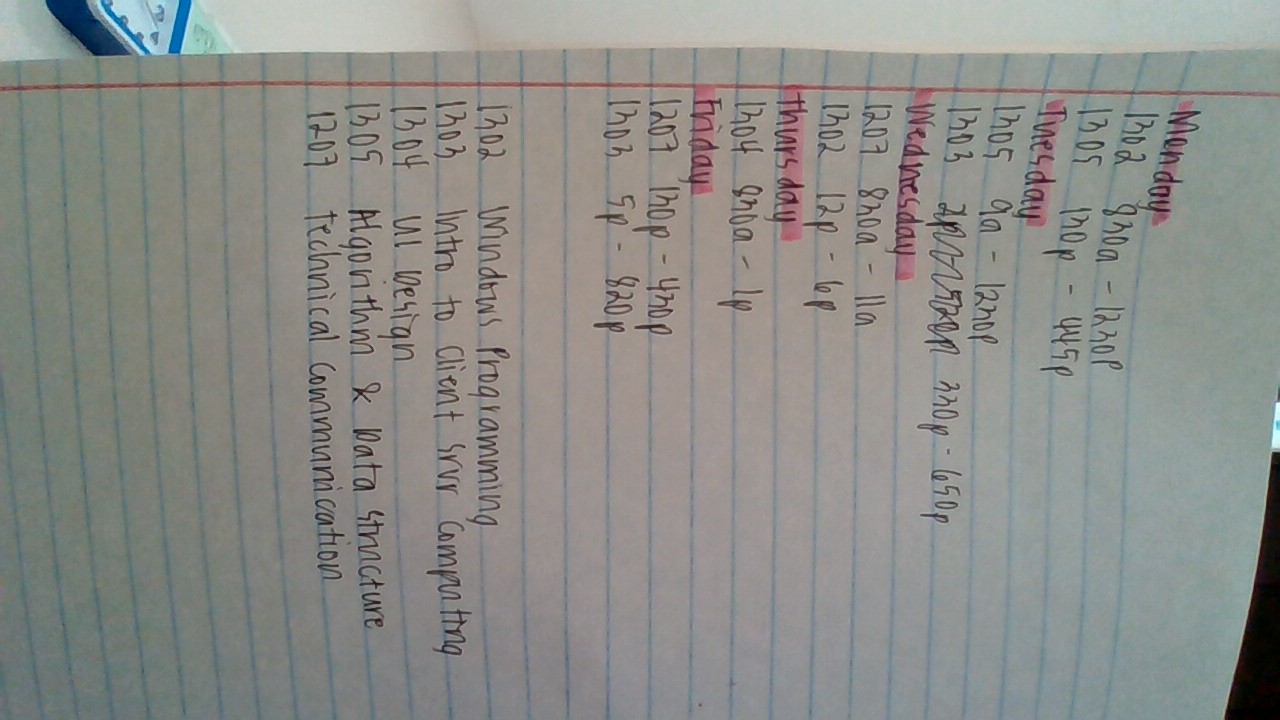 Monday
1302 830a - 1230p
1305 130p - 445p
Tuesday
1305 9a - 1230p
1303 330p - 650p
Wednesday
1207 830a - 11a
1302 12p - 6p
Thursday
1304 830a - 1p
Friday
1207 130p - 430p
1303 5p - 820p
1302 Windows Programming
1303 Intro to Client Srvr Computing
1304 UI Design
1305 Algorithm & Data Structure
1207 Technical Communication